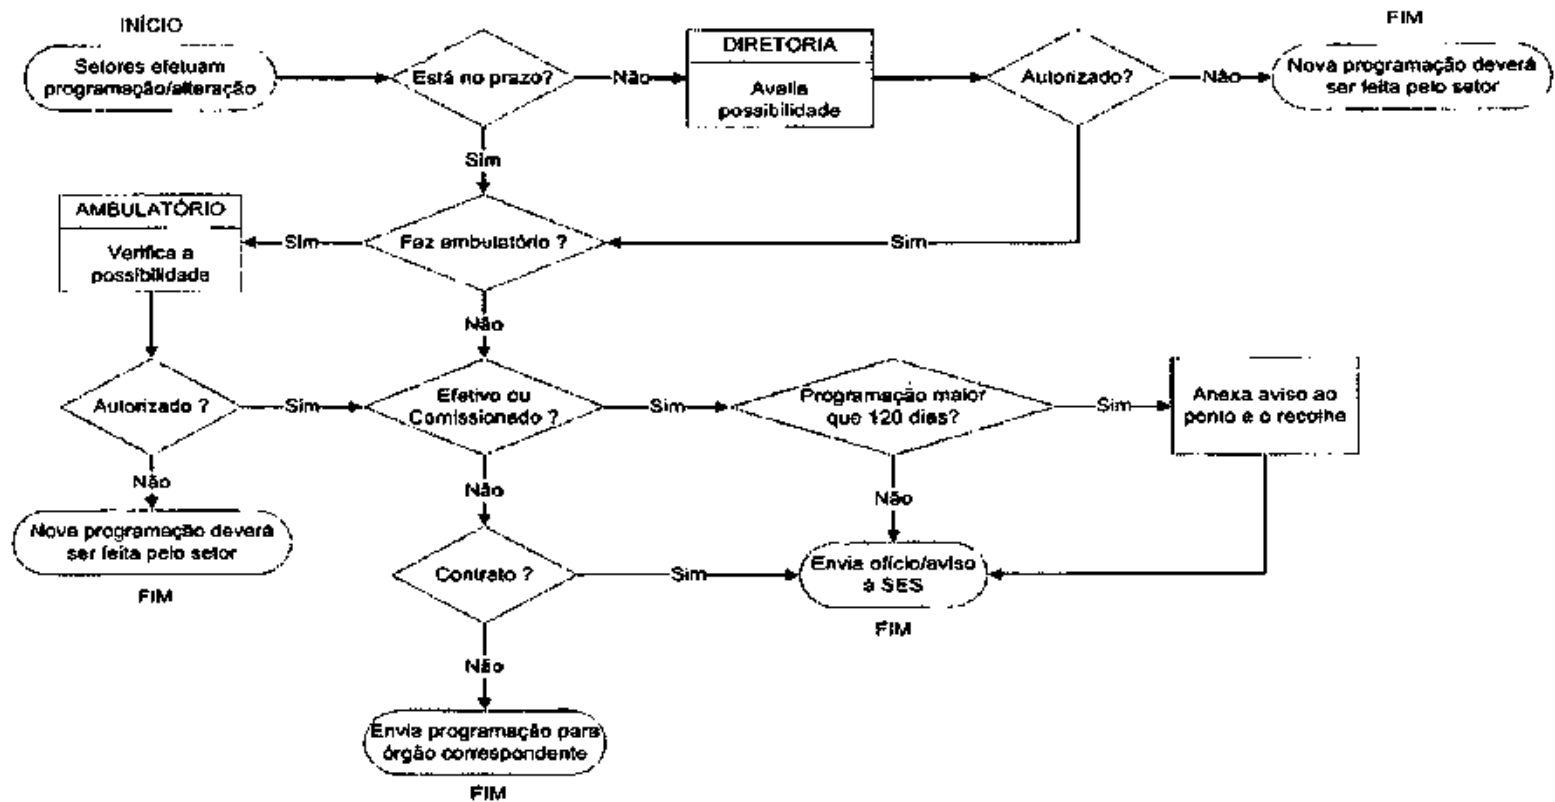 INÍCIO
Setores efetuam
programação/alteração
Está no prazo?
Não
DIRETORIA
Avalia
possibilidade
Autorizado?
Não
FIM
Nova programação deverá
ser feita pelo setor
Sim
AMBULATÓRIO
Verifica a
possibilidade
Sim
Faz ambulatório ?
Sim
Não
Autorizado ?
Sim
Efetivo ou
Comissionado ?
Sim
Programação maior
que 120 dias?
Sim
Anexa aviso ao
ponto e o recolhe
Não
Nova programação deverá
ser feita pelo setor
FIM
Não
Não
Contrato ?
Sim
Envia ofício/aviso
à SES
FIM
Não
Envia programação para
órgão correspondente
FIM